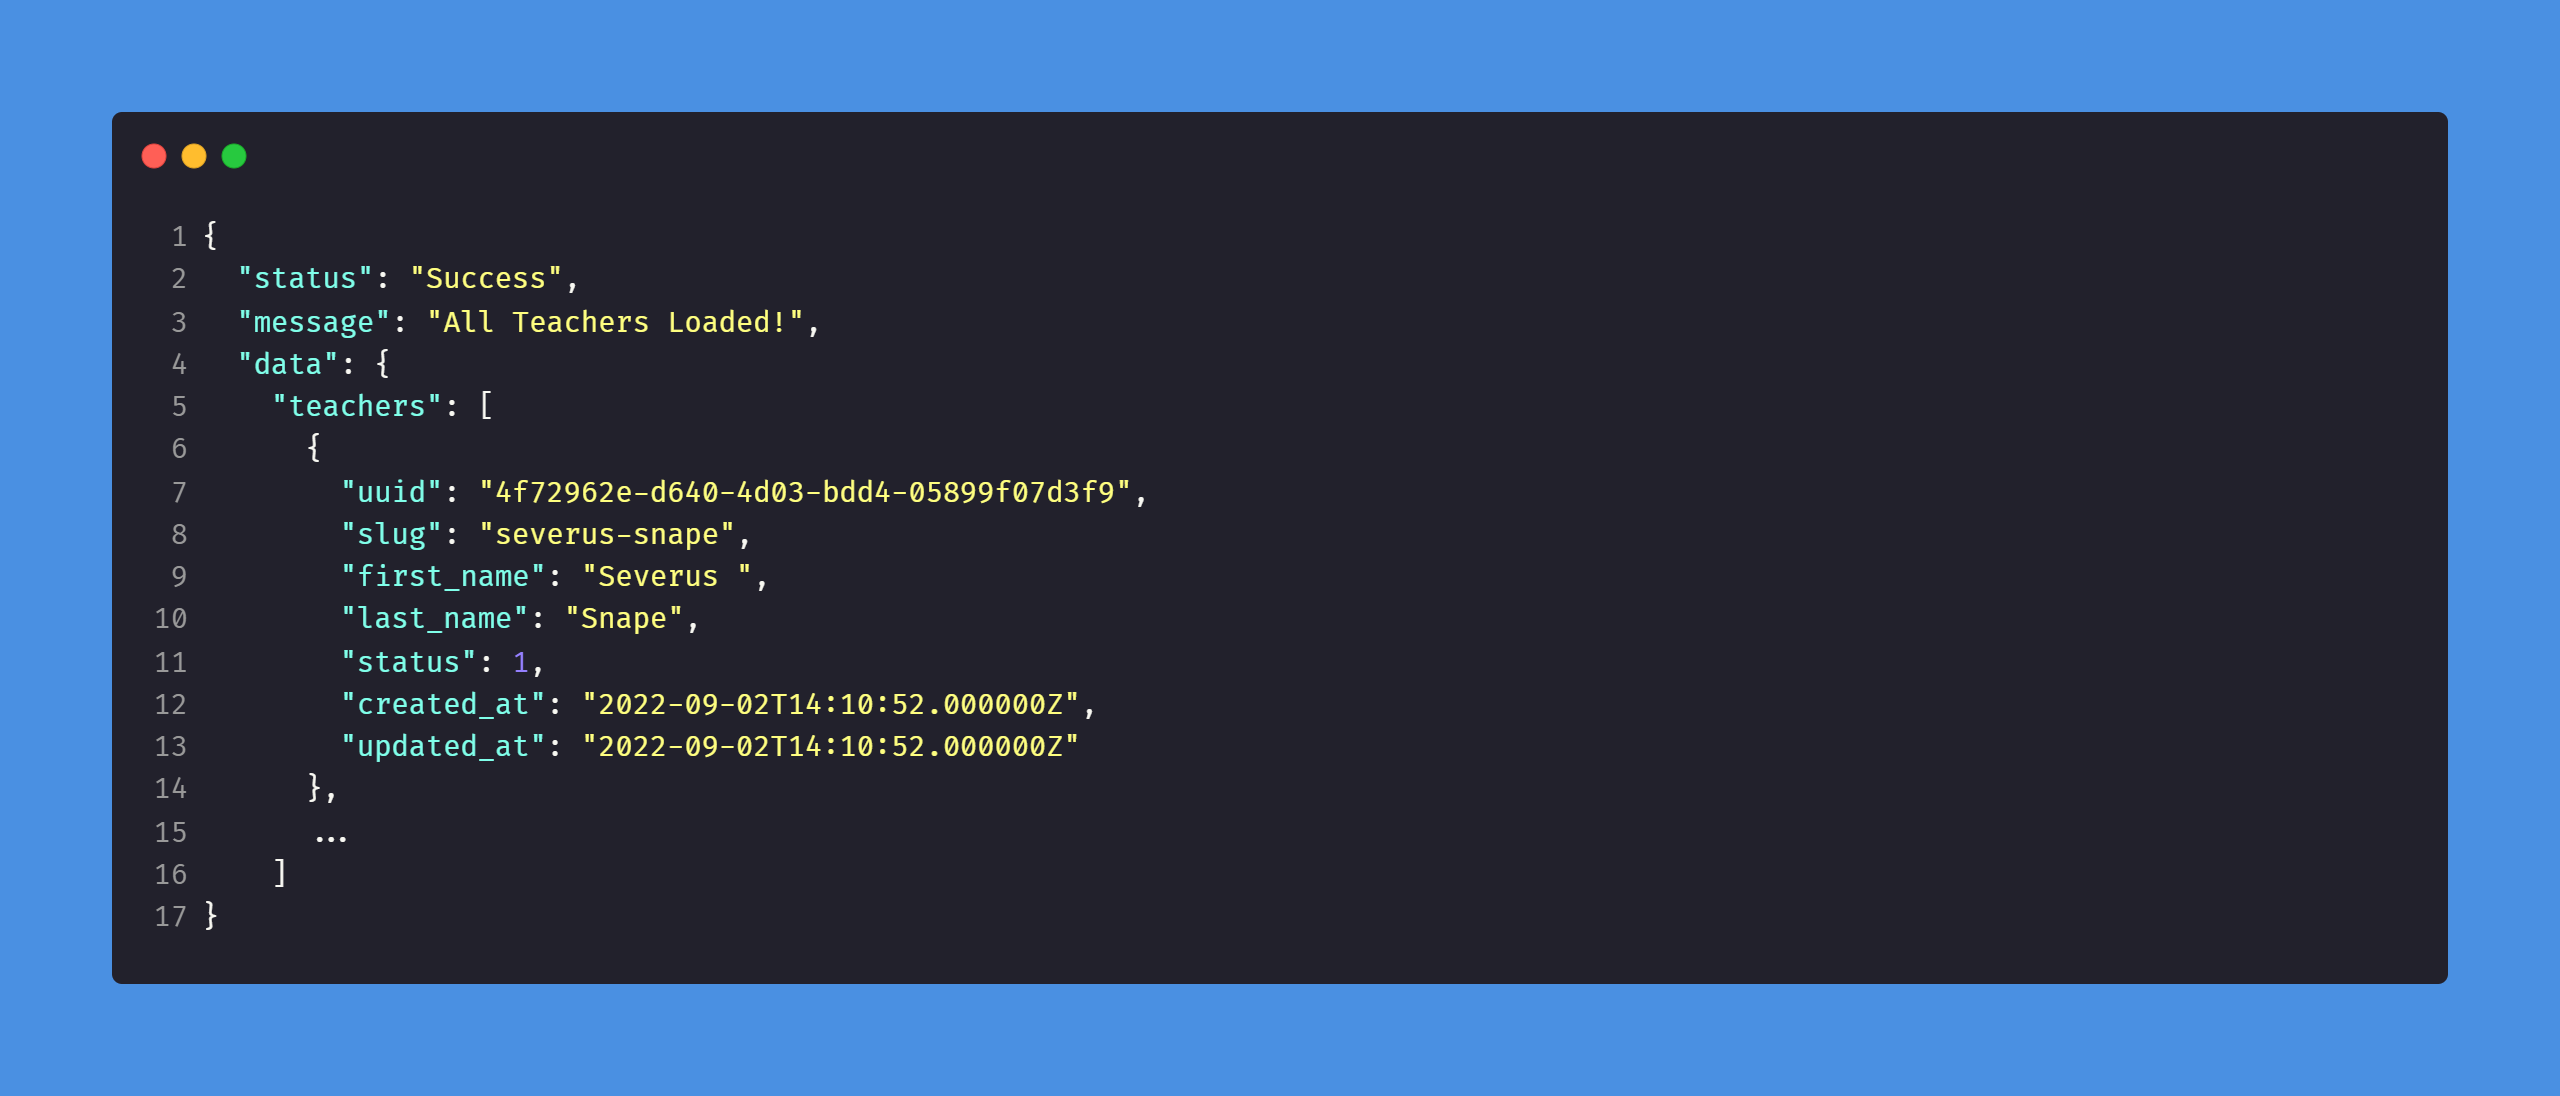 1 {
2   "status": "Success",
3   "message": "All Teachers Loaded!",
4   "data": {
5     "teachers": [
6       {
7         "uuid": "4f72962e-d640-4d03-bdd4-05899f07d3f9",
8         "slug": "severus-snape",
9         "first_name": "Severus ",
10         "last_name": "Snape",
11         "status": 1,
12         "created_at": "2022-09-02T14:10:52.000000Z",
13         "updated_at": "2022-09-02T14:10:52.000000Z"
14       },
15       ...
16     ]
17 }